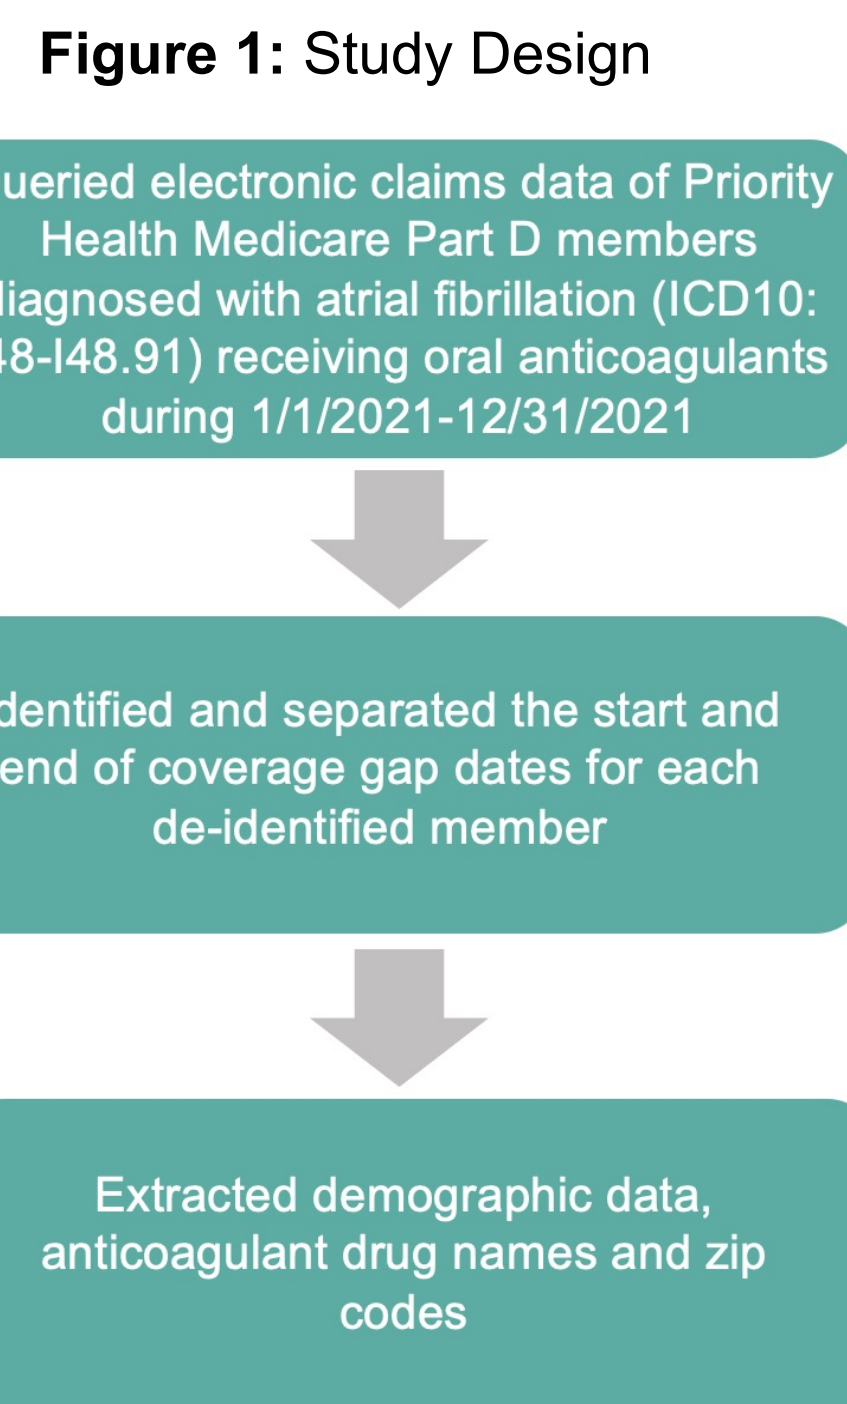 Figure 1: Study Design
ueried electronic claims data of Priority
Health Medicare Part D members
diagnosed with atrial fibrillation (ICD10:
48-I48.91) receiving oral anticoagulants
during 1/1/2021-12/31/2021
dentified and separated the start and
end of coverage gap dates for each
de-identified member
Extracted demographic data,
anticoagulant drug names and zip
codes